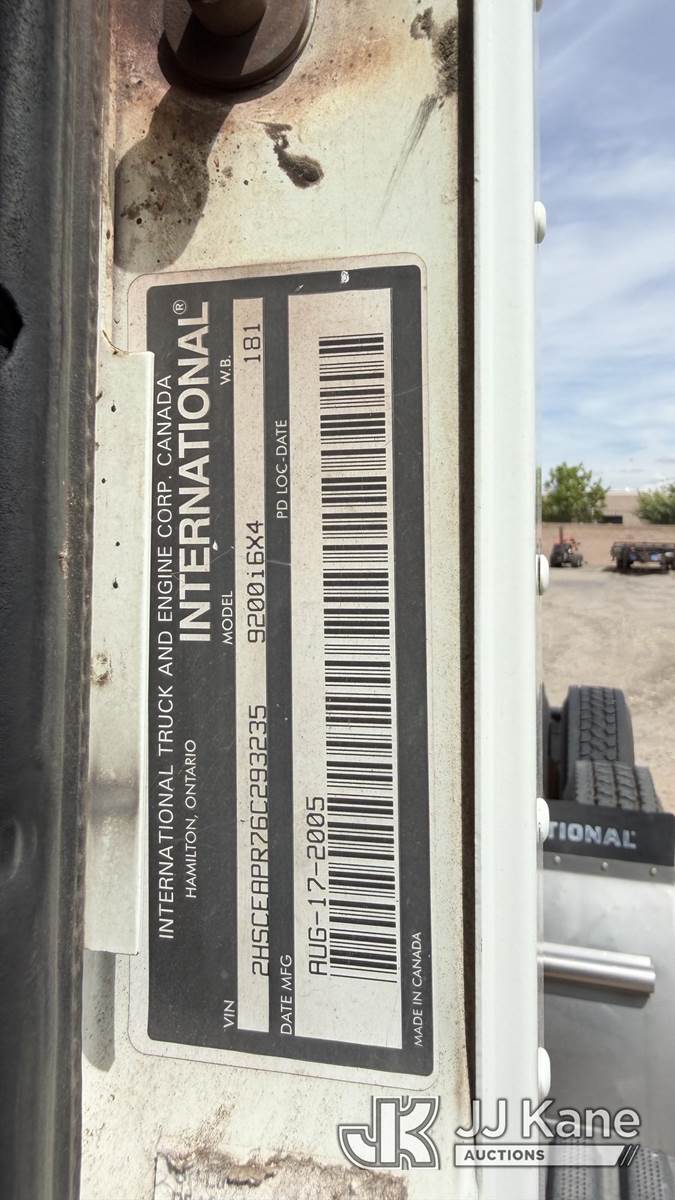 INTERNATIONAL TRUCK AND ENGINE CORP. CANADA
HAMILTON, ONTARIO
INTERNATIONAL®
VIN MODEL W.B.
2HSCEAPR76C293235 9200i6X4 181
DATE MFG PD LOC-DATE
AUG-17-2005
MADE IN CANADA
TIONAL®
JK JJ Kane
AUCTIONS